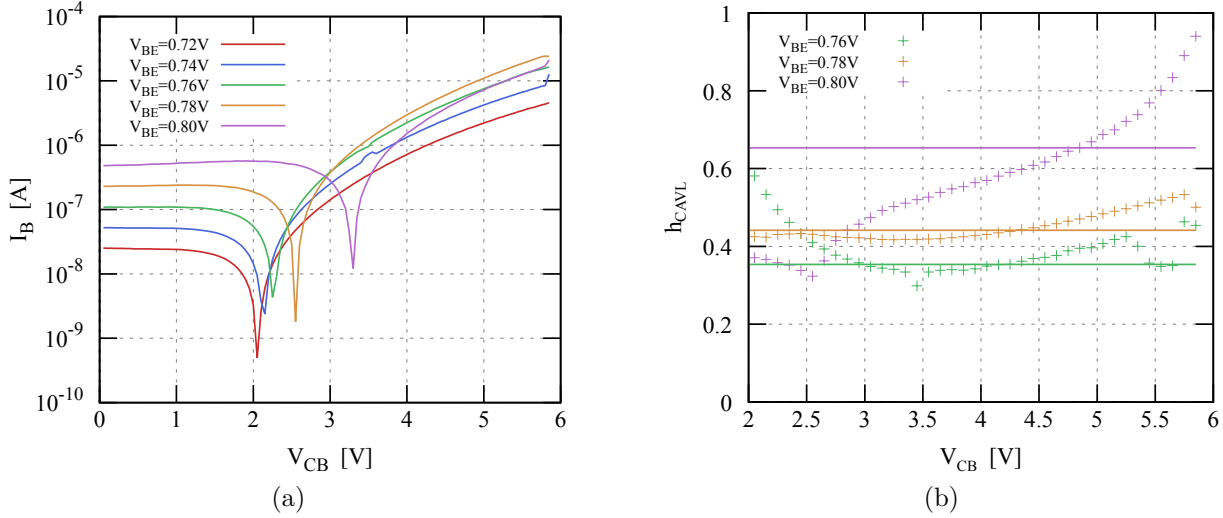 10^-4
10^-5
10^-6
10^-7
10^-8
10^-9
10^-10
I_B [A]
V_BE=0.72V
V_BE=0.74V
V_BE=0.76V
V_BE=0.78V
V_BE=0.80V
0 1 2 3 4 5 6
V_CB [V]
(a)
1
0.8
0.6
0.4
0.2
0
h_CAVL
V_BE=0.76V
V_BE=0.78V
V_BE=0.80V
2 2.5 3 3.5 4 4.5 5 5.5 6
V_CB [V]
(b)